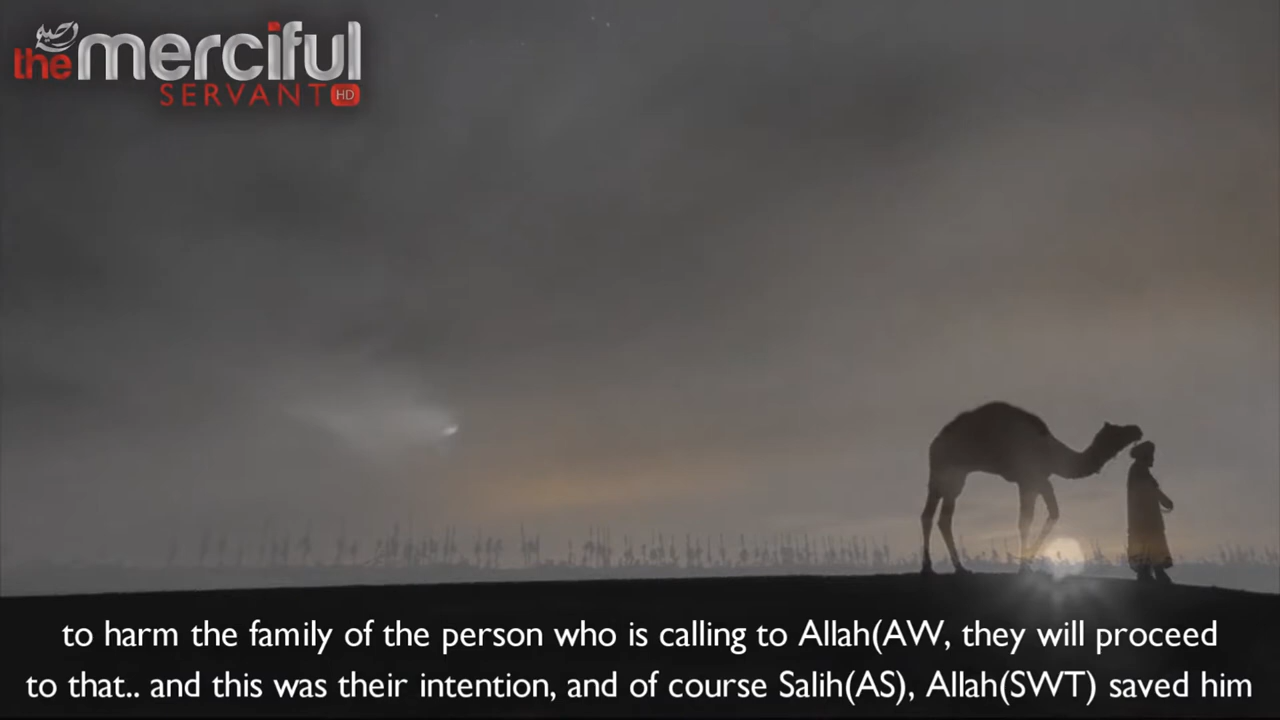 the merciful
SERVANT HD
to harm the family of the person who is calling to Allah(AW, they will proceed
to that.. and this was their intention, and of course Salih(AS), Allah(SWT) saved him